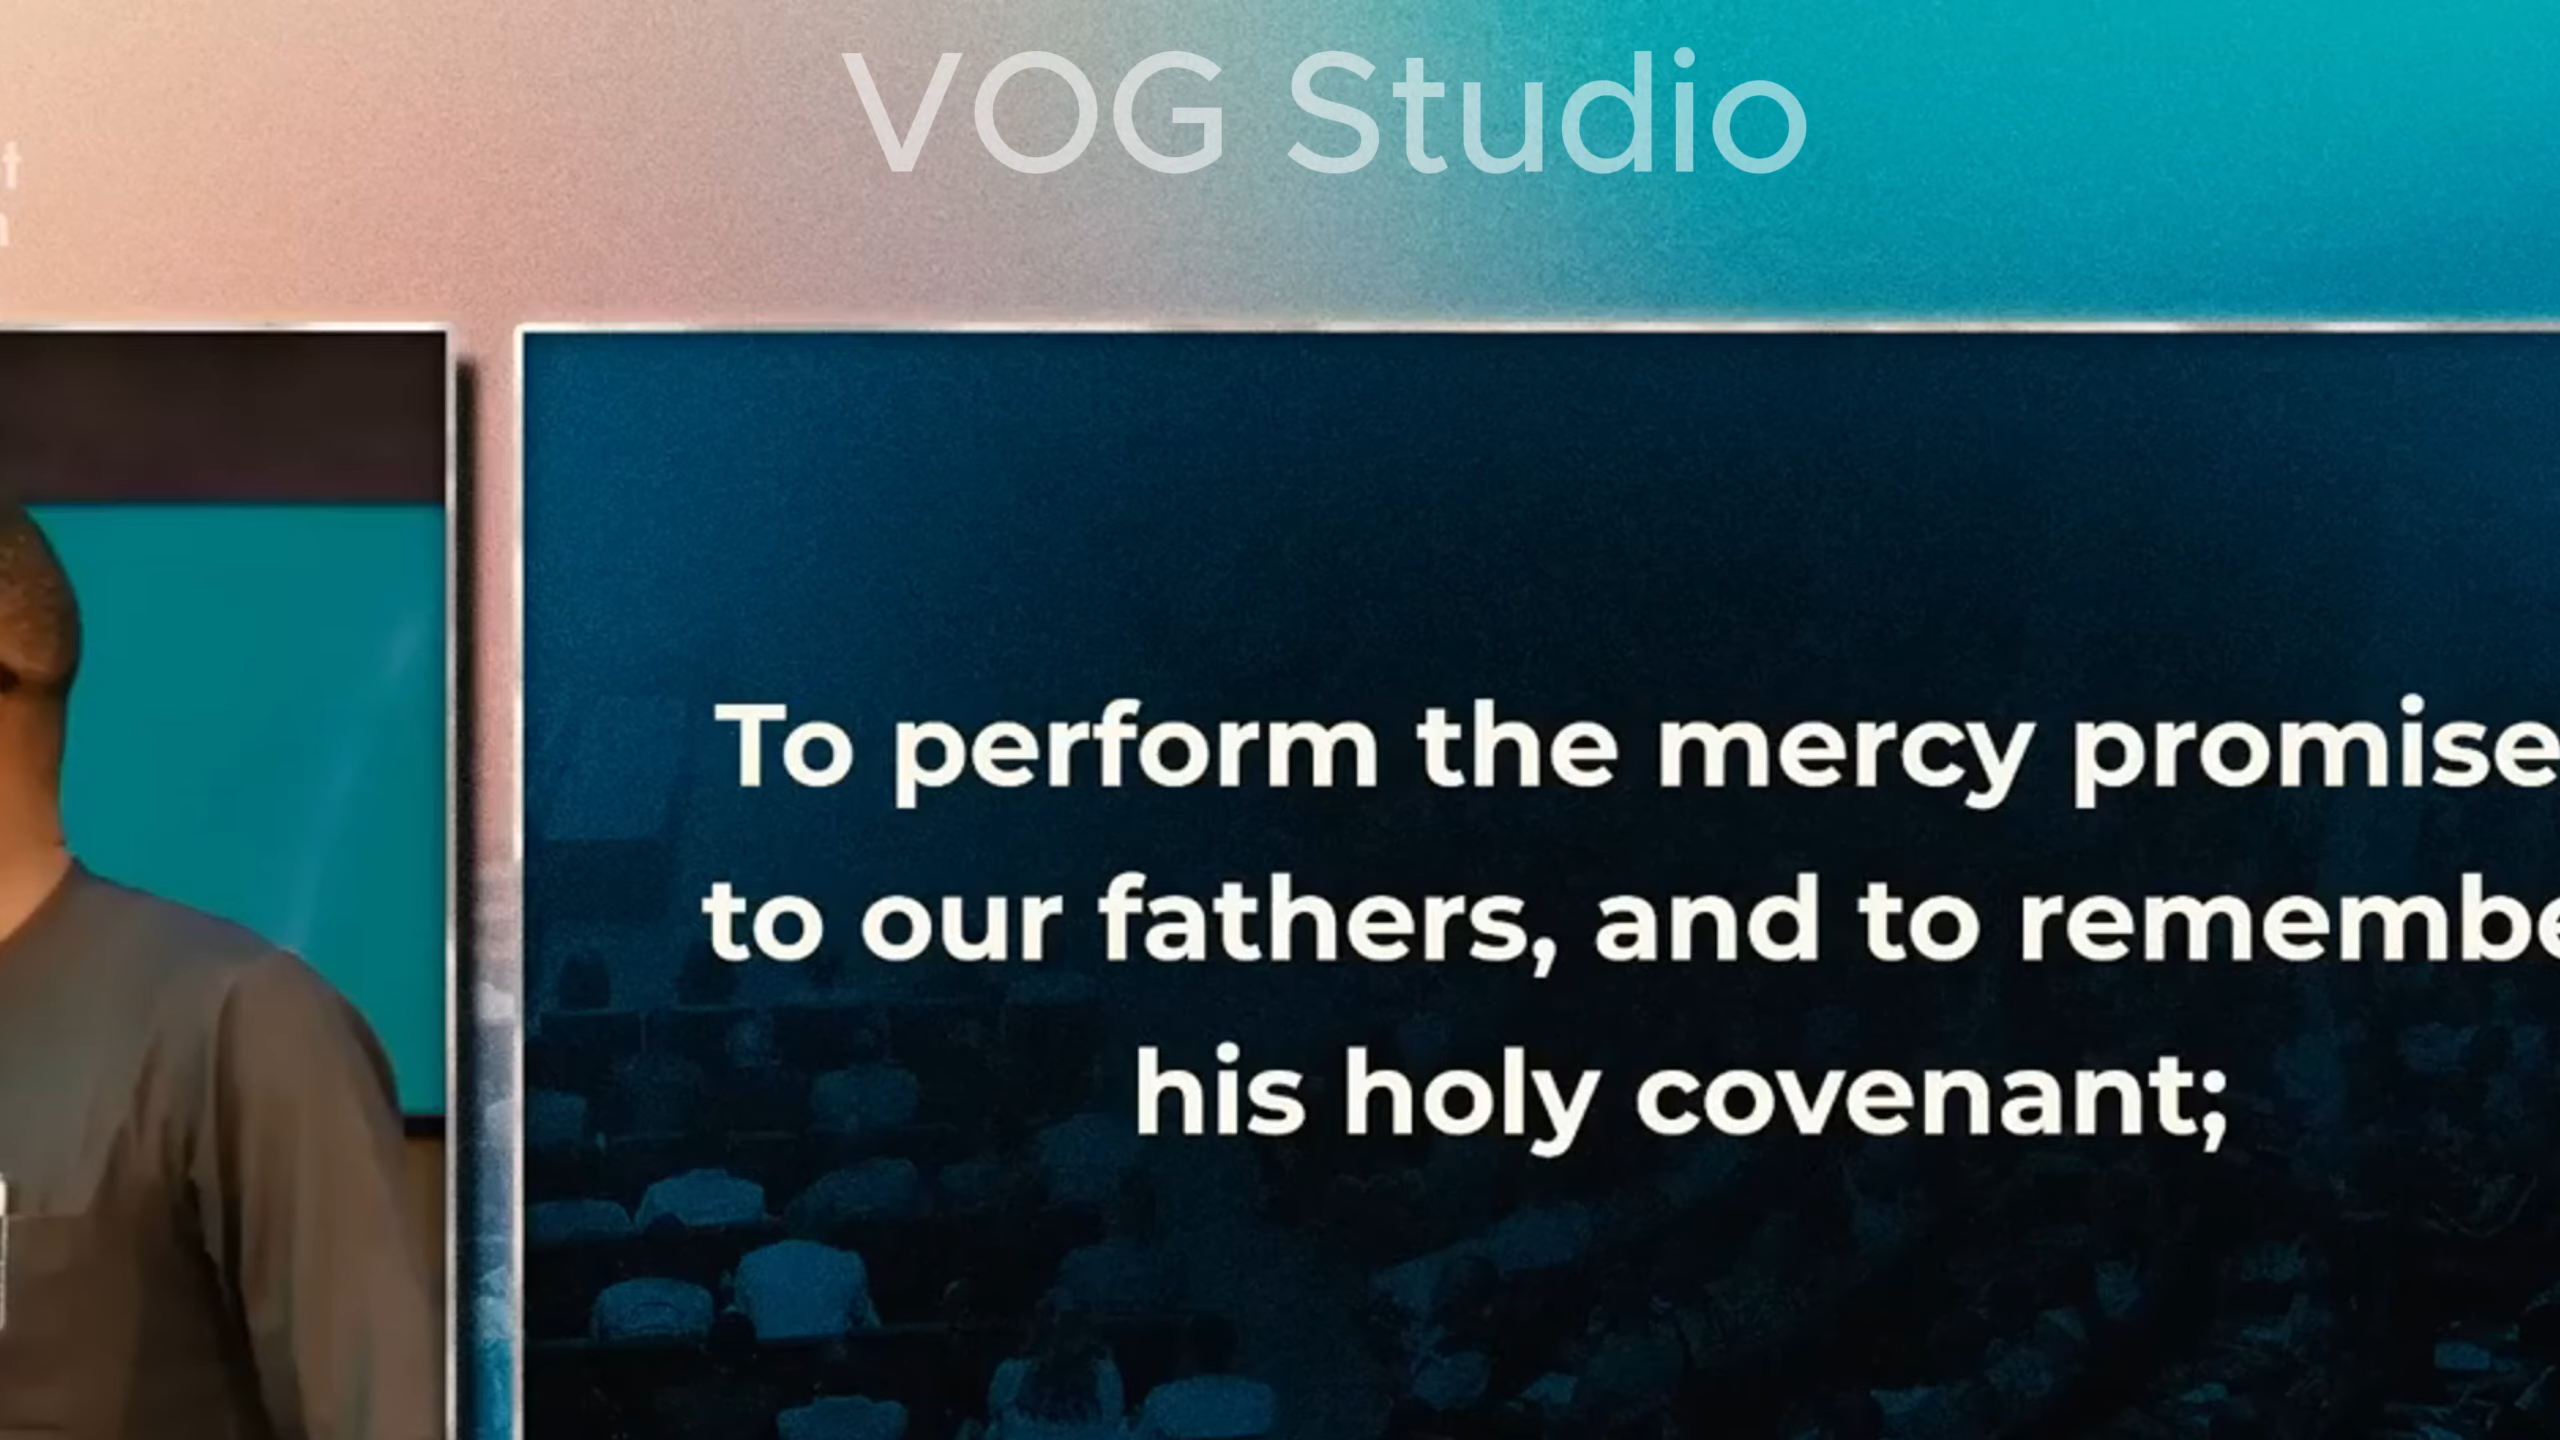 VOG Studio
To perform the mercy promise
to our fathers, and to remembe
his holy covenant;